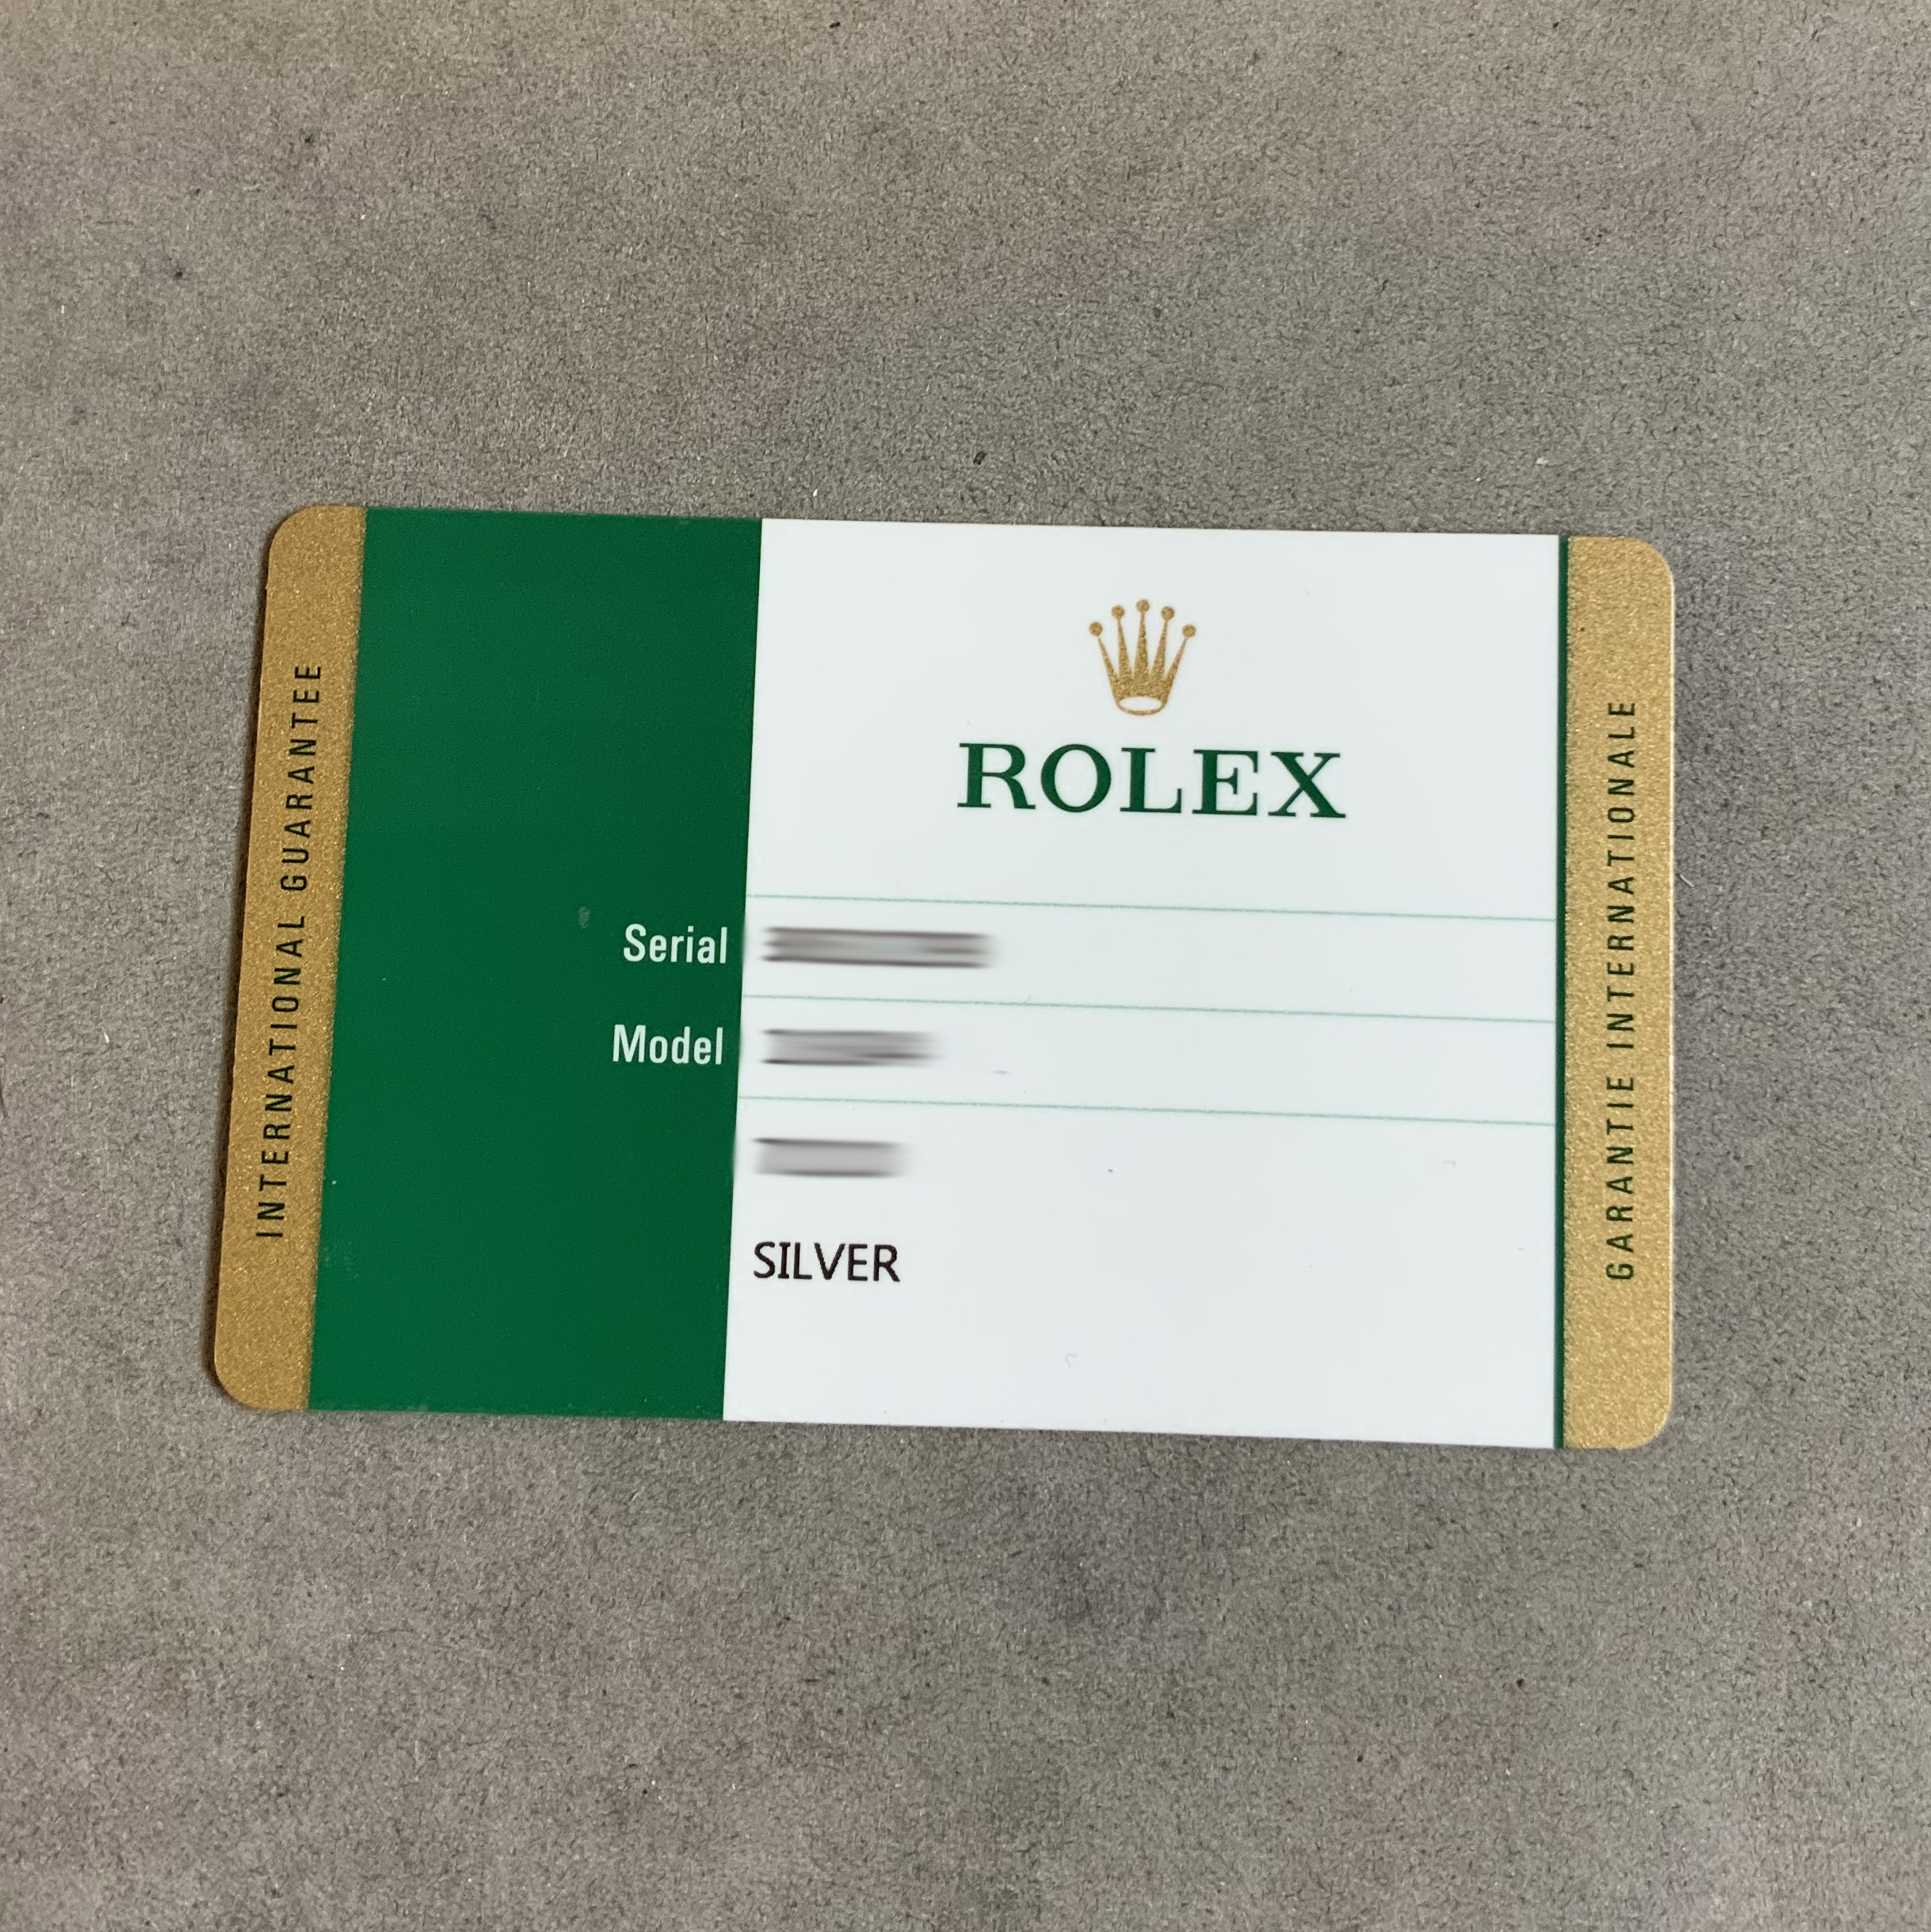 INTERNATIONAL GUARANTEE
ROLEX
Serial
Model
SILVER
GARANTIE INTERNATIONALE